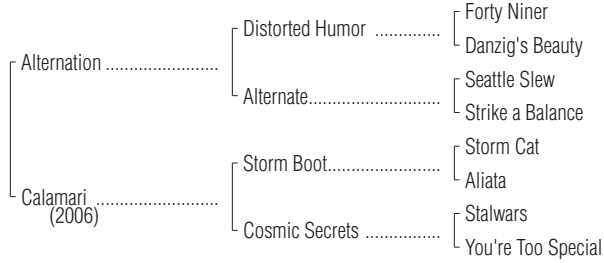 Forty Niner
Distorted Humor ..............
Danzig's Beauty
Alternation ........................
Seattle Slew
Alternate............................
Strike a Balance
Storm Cat
Storm Boot........................
Aliata
Calamari ..........................
(2006)
Stalwars
Cosmic Secrets ................
You're Too Special